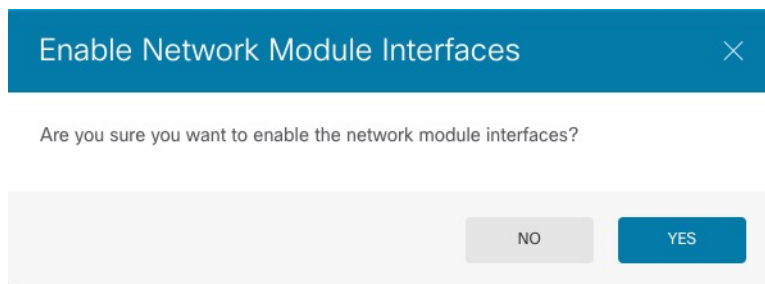 Enable Network Module Interfaces
Are you sure you want to enable the network module interfaces?
NO YES